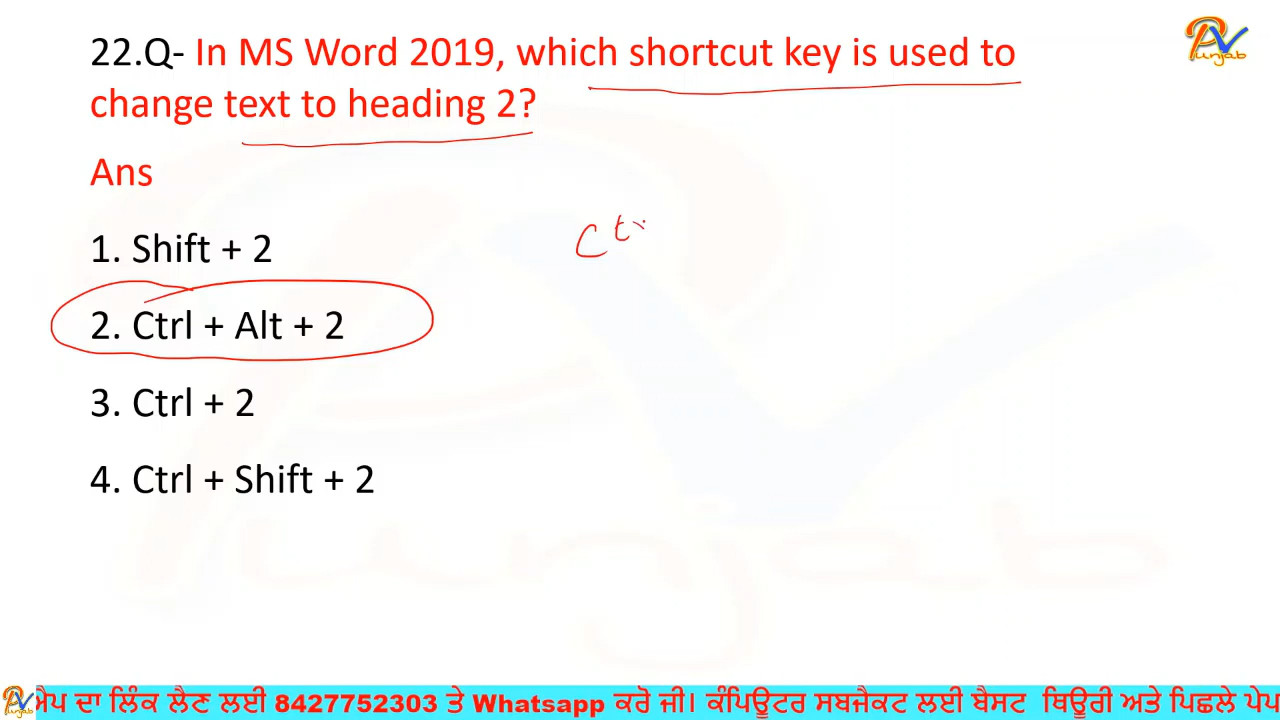 22.Q- In MS Word 2019, which shortcut key is used to
change text to heading 2?
Ans
1. Shift + 2
2. Ctrl + Alt + 2
3. Ctrl + 2
4. Ctrl + Shift + 2
Punjab
ਐਪ ਦਾ ਲਿੰਕ ਲੈਣ ਲਈ 8427752303 ਤੇ Whatsapp ਕਰੋ ਜੀ। ਕੰਪਿਊਟਰ ਸਬਜੈਕਟ ਲਈ ਬੈਸਟ ਥਿਊਰੀ ਅਤੇ ਪਿਛਲੇ ਪੇਪ